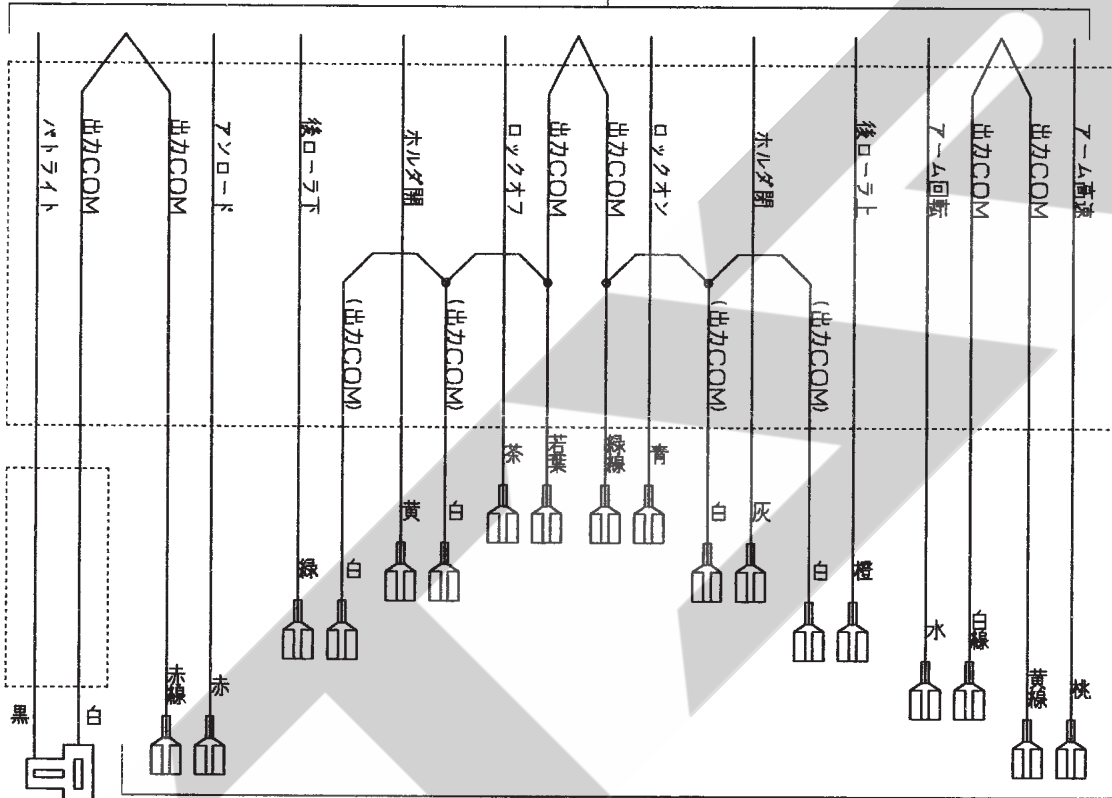 パトライト
出力COM
出力COM
アンロード
後ローラ下
ホルダ開
ロックオフ
出力COM
出力COM
ロックオン
ホルダ閉
後ローラ上
アーム回転
出力COM
出力COM
アーム高速
(出力COM)
(出力COM)
(出力COM)
(出力COM)
茶
若葉
緑線
青
黄
白
白
灰
緑
白
白
橙
水
白線
赤線
赤
黄線
桃
黒
白